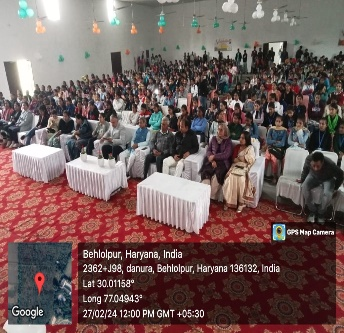 GPS Map Camera
Behlolpur, Haryana, India
2362+J98, danura, Behlolpur, Haryana 136132, India
Lat 30.01158°
Long 77.04943°
27/02/24 12:00 PM GMT +05:30
Google